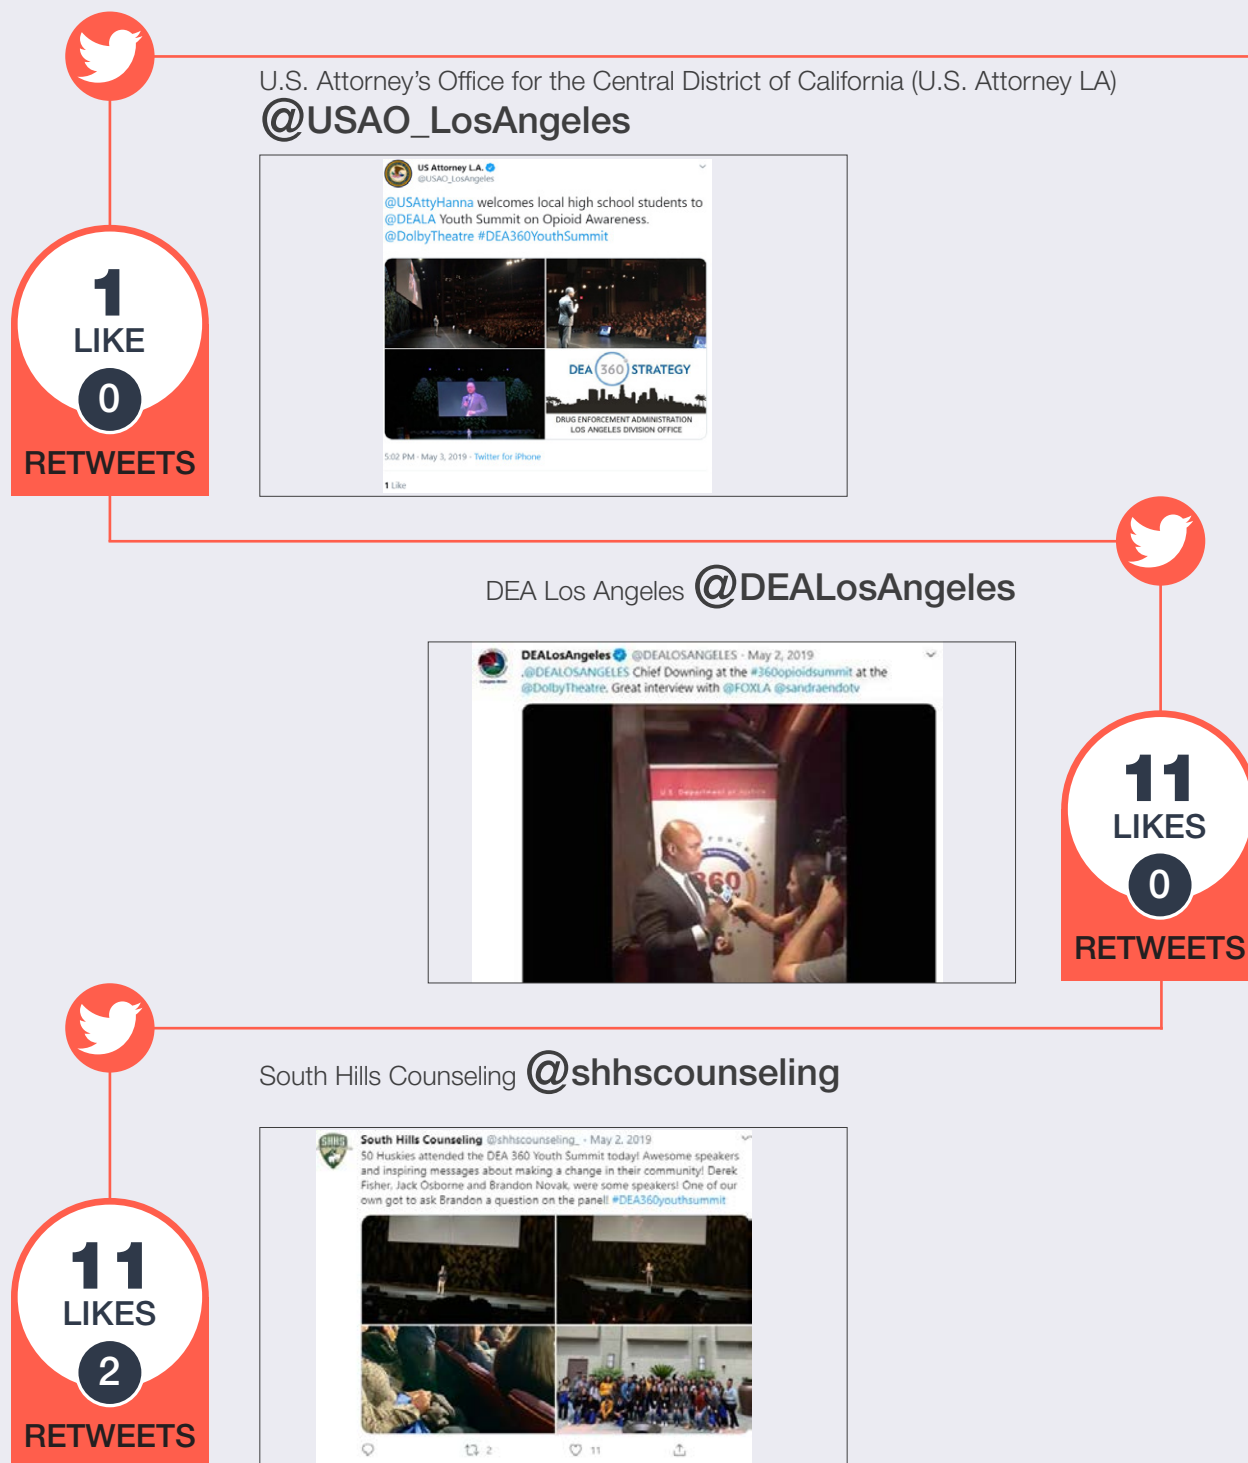 U.S. Attorney's Office for the Central District of California (U.S. Attorney LA)
@USAO_LosAngeles
US Attorney L.A.
@USAO_LosAngeles
@USAttyHanna welcomes local high school students to
@DEALA Youth Summit on Opioid Awareness.
@DolbyTheatre #DEA360YouthSummit
DEA 360 STRATEGY
DRUG ENFORCEMENT ADMINISTRATION
LOS ANGELES DIVISION OFFICE
5:02 PM · May 3, 2019 · Twitter for iPhone
1 Like
1
LIKE
0
RETWEETS
DEA Los Angeles @DEALosAngeles
DEALosAngeles @DEALOSANGELES · May 2, 2019
.@DEALOSANGELES Chief Downing at the #360opioidsummit at the
@DolbyTheatre. Great interview with @FOXLA @sandraendotv
U.S. Department of Justice
360
11
LIKES
0
RETWEETS
South Hills Counseling @shhscounseling
SHHS
South Hills Counseling @shhscounseling_ · May 2, 2019
50 Huskies attended the DEA 360 Youth Summit today! Awesome speakers
and inspiring messages about making a change in their community! Derek
Fisher, Jack Osborne and Brandon Novak, were some speakers! One of our
own got to ask Brandon a question on the panel! #DEA360youthsummit
2
11
11
LIKES
2
RETWEETS